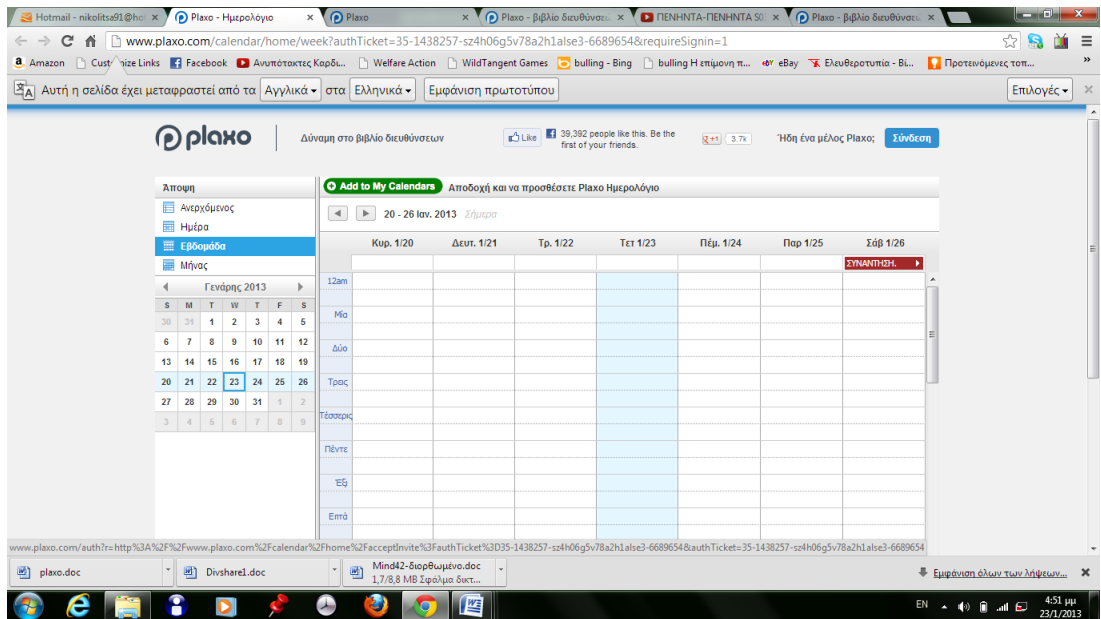 Hotmail - nikolitsa91@ho
Plaxo - Ημερολόγιο
Plaxo
Plaxo - βιβλίο διευθύνσεω
ΠΕΝΗΝΤΑ-ΠΕΝΗΝΤΑ S0
Plaxo - βιβλίο διευθύνσεω
www.plaxo.com/calendar/home/week?authTicket=35-1438257-sz4h06g5v78a2h1alse3-6689654&requireSignin=1
Amazon Customize Links Facebook Ανυπότακτες Καρδι... Welfare Action WildTangent Games bulling - Bing bulling Η επίμονη π... eBay Ελευθεροτυπία - Βι... Προτεινόμενες τοπ... »
Αυτή η σελίδα έχει μεταφραστεί από τα Αγγλικά στα Ελληνικά Εμφάνιση πρωτοτύπου Επιλογές
plaxo Δύναμη στο βιβλίο διευθύνσεων Like 39,392 people like this. Be the
first of your friends.
+1 3.7k Ήδη ένα μέλος Plaxo; Σύνδεση
Άποψη
Ανερχόμενος
Ημέρα
Εβδομάδα
Μήνας
Γενάρης 2013
S M T W T F S
30 31 1 2 3 4 5
6 7 8 9 10 11 12
13 14 15 16 17 18 19
20 21 22 23 24 25 26
27 28 29 30 31 1 2
3 4 5 6 7 8 9
Add to My Calendars Αποδοχή και να προσθέσετε Plaxo Ημερολόγιο
20 - 26 Ιαν. 2013 Σήμερα
Κυρ. 1/20 Δευτ. 1/21 Τρ. 1/22 Τετ 1/23 Πέμ. 1/24 Παρ 1/25 Σάβ 1/26
ΣΥΝΑΝΤΗΣΗ.
12am
Μία
Δύο
Τρεις
Τέσσερις
Πέντε
Έξι
Επτά
www.plaxo.com/auth?r=http%3A%2F%2Fwww.plaxo.com%2Fcalendar%2Fhome%2FacceptInvite%3FauthTicket%3D35-1438257-sz4h06g5v78a2h1alse3-6689654&authTicket=35-1438257-sz4h06g5v78a2h1alse3-6689654
plaxo.doc
Divshare1.doc
Mind42-διορθωμένο.doc
1,7/8,8 MB Σφάλμα δικτ...
Εμφάνιση όλων των λήψεων...
EN
4:51 μμ
23/1/2013